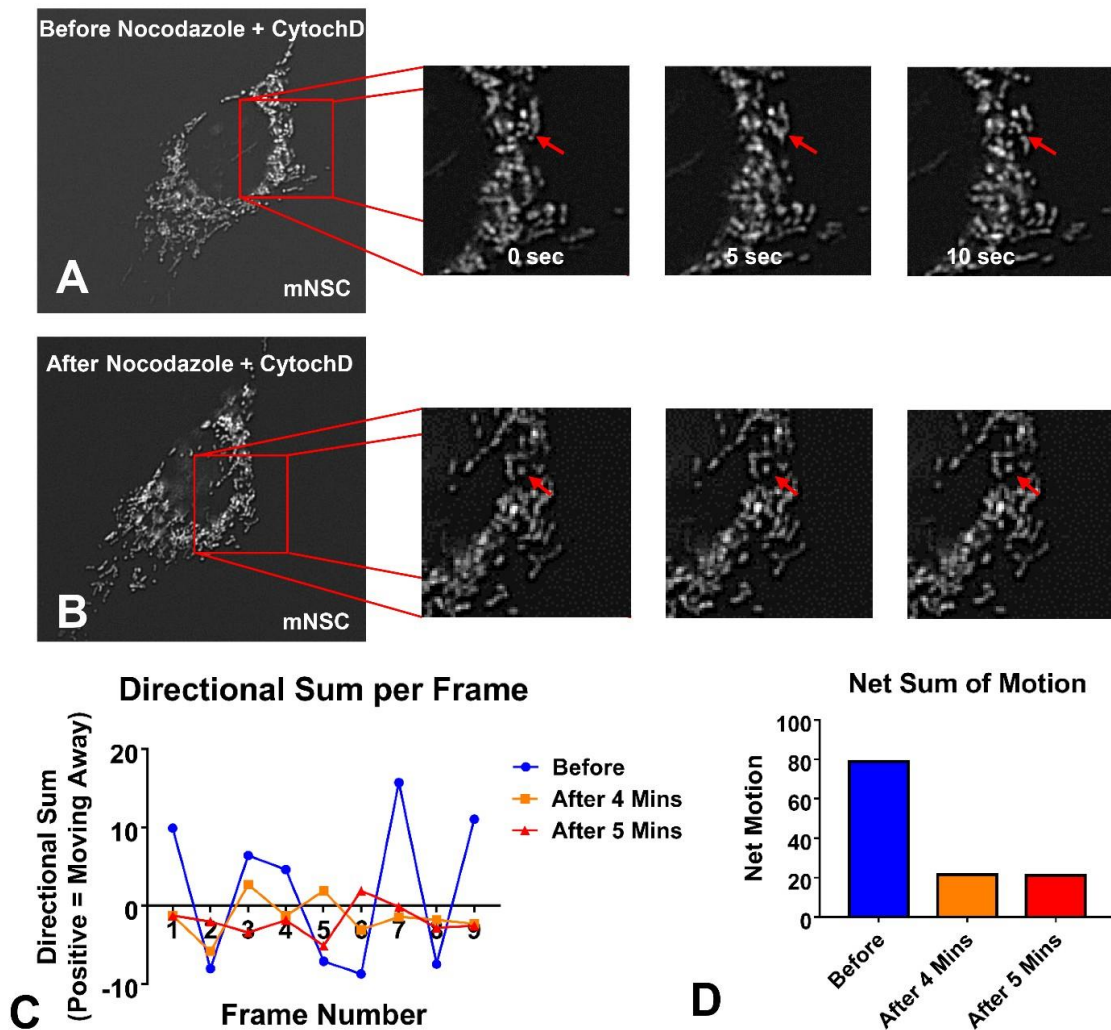 Before Nocodazole + CytochD
A
mNSC
0 sec
5 sec
10 sec
After Nocodazole + CytochD
B
mNSC
Directional Sum per Frame
Directional Sum
(Positive = Moving Away)
20
10
0
-10
1 2 3 4 5 6 7 8 9
Frame Number
Before
After 4 Mins
After 5 Mins
C
Net Sum of Motion
Net Motion
100
80
60
40
20
0
Before
After 4 Mins
After 5 Mins
D